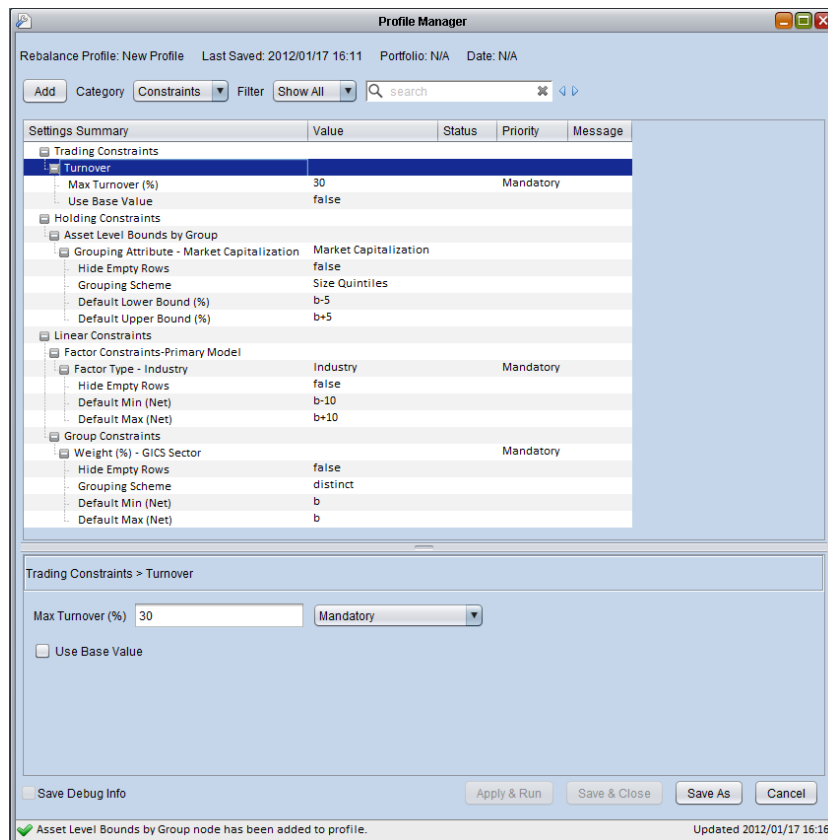 Profile Manager
Rebalance Profile: New Profile Last Saved: 2012/01/17 16:11 Portfolio: N/A Date: N/A
Add Category Constraints Filter Show All search
Settings Summary Value Status Priority Message
Trading Constraints
Turnover
Max Turnover (%) 30 Mandatory
Use Base Value false
Holding Constraints
Asset Level Bounds by Group
Grouping Attribute - Market Capitalization Market Capitalization
Hide Empty Rows false
Grouping Scheme Size Quintiles
Default Lower Bound (%) b-5
Default Upper Bound (%) b+5
Linear Constraints
Factor Constraints-Primary Model
Factor Type - Industry Industry Mandatory
Hide Empty Rows false
Default Min (Net) b-10
Default Max (Net) b+10
Group Constraints
Weight (%) - GICS Sector Mandatory
Hide Empty Rows false
Grouping Scheme distinct
Default Min (Net) b
Default Max (Net) b
Trading Constraints > Turnover
Max Turnover (%) 30 Mandatory
Use Base Value
Save Debug Info Apply & Run Save & Close Save As Cancel
Asset Level Bounds by Group node has been added to profile. Updated 2012/01/17 16:16